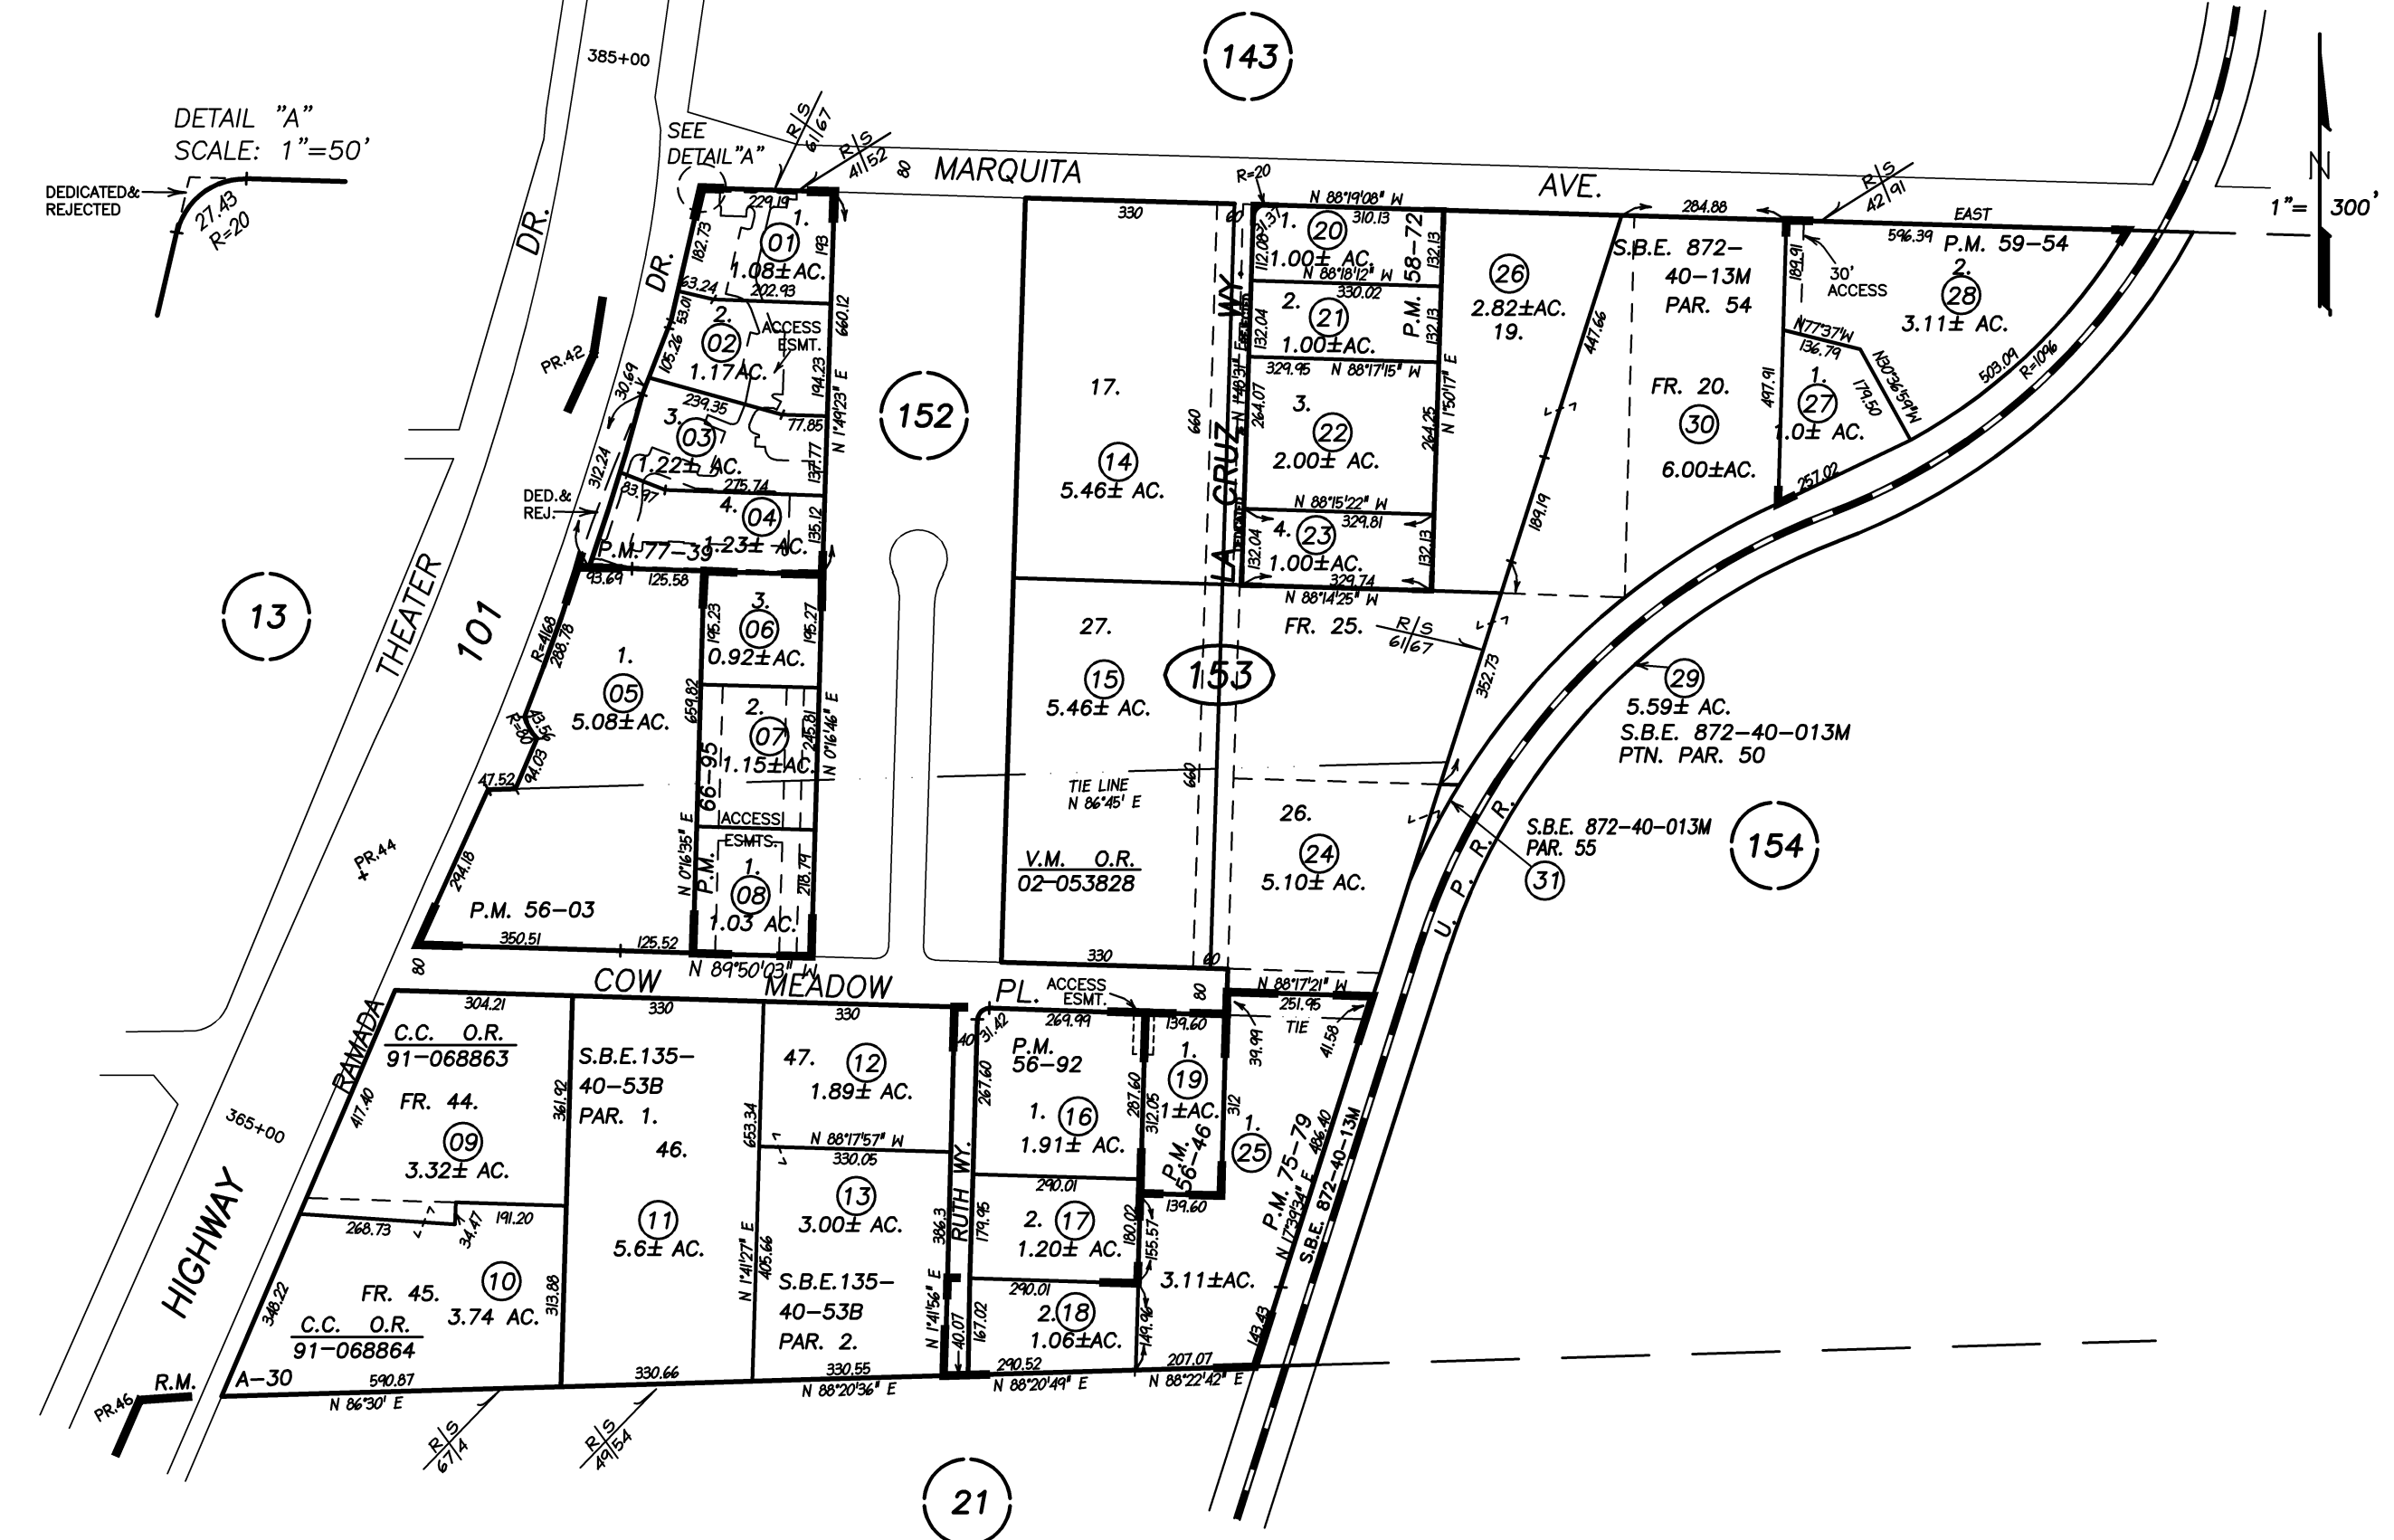 143
385+00
DETAIL "A"
SCALE: 1"=50'
DEDICATED&
REJECTED
27.43
R=20
SEE
DETAIL"A"
R/S
61/67
R/S
41/52
80
MARQUITA
AVE.
R=20
N 88°19'08" W
310.13
R/S
42/91
284.88
EAST
596.39
N
1"= 300'
DR.
DR.
229.19
182.73
1.
01
1.08± AC.
193
63.24
202.93
53.01
660.12
2.
02
1.17AC.
ACCESS
ESMT.
105.26
194.23
N 1°49'23" E
PR.42
30.69
239.35
77.85
3.
03
1.22± AC.
137.77
312.24
83.97
275.74
DED.&
REJ.
4.
04
1.23± AC.
135.12
P.M. 77-39
93.69
125.58
152
330
60
17.
14
5.46± AC.
660
LA CRUZ WY.
N 1°48'31" E
31.37
1.
20
1.00± AC.
112.08
132.13
N 88°18'12" W
330.02
P.M. 58-72
2.
21
1.00±AC.
132.04
132.13
329.95
N 88°17'15" W
N 1°50'17" E
264.07
3.
22
2.00± AC.
264.25
N 88°15'22" W
329.81
4.
23
1.00±AC.
132.04
132.13
329.74
N 88°14'25" W
26
2.82±AC.
19.
447.66
189.19
S.B.E. 872-
40-13M
PAR. 54
FR. 20.
30
6.00±AC.
189.91
30'
ACCESS
P.M. 59-54
2.
28
3.11± AC.
N77°37'W
136.79
N30°36'59"W
179.50
503.09
R=1096
497.91
1.
27
1.0± AC.
257.02
13
THEATER
101
R=4168
288.78
R=80
43.56
94.03
47.52
1.
05
5.08±AC.
659.82
195.23
3.
06
0.92±AC.
195.27
2.
07
1.15±AC.
245.81
N 0°16'46" E
66-95
P.M.
ACCESS
ESMTS.
N 0°16'35" E
1.
08
1.03 AC.
218.79
PR.44
294.18
P.M. 56-03
350.51
125.52
N 89°50'03" W
27.
15
5.46± AC.
153
660
TIE LINE
N 86°45' E
V.M. O.R.
02-053828
330
60
FR. 25.
R/S
61/67
352.73
26.
24
5.10± AC.
29
5.59± AC.
S.B.E. 872-40-013M
PTN. PAR. 50
S.B.E. 872-40-013M
PAR. 55
31
154
U. P. R. R.
80
COW MEADOW PL.
ACCESS
ESMT.
80
N 88°17'21" W
251.95
TIE
39.99
41.58
RAMADA
304.21
330
330
40
31.42
269.99
139.60
C.C. O.R.
91-068863
FR. 44.
09
3.32± AC.
417.40
361.92
365+00
268.73
34.47
191.20
S.B.E.135-
40-53B
PAR. 1.
46.
11
5.6± AC.
653.34
47.
12
1.89± AC.
N 88°17'57" W
330.05
13
3.00± AC.
386.3
N 1°41'27" E
405.66
S.B.E.135-
40-53B
PAR. 2.
RUTH WY.
N 1°41'56" E
P.M.
56-92
267.60
1.
16
1.91± AC.
287.60
312.05
290.01
179.95
2.
17
1.20± AC.
180.02
290.01
167.02
40.07
2.
18
1.06±AC.
149.96
1.
19
1±AC.
312
P.M.
56-46
139.60
155.57
1.
25
3.11±AC.
P.M. 75-79
N 17°39'34" E
486.40
S.B.E. 872-40-13M
143.43
HIGHWAY
348.22
FR. 45.
10
3.74 AC.
313.88
C.C. O.R.
91-068864
A-30
R.M.
PR.46
590.87
N 86°30' E
330.66
330.55
N 88°20'36" E
290.52
N 88°20'49" E
207.07
N 88°22'42" E
R/S
67/4
R/S
49/54
21